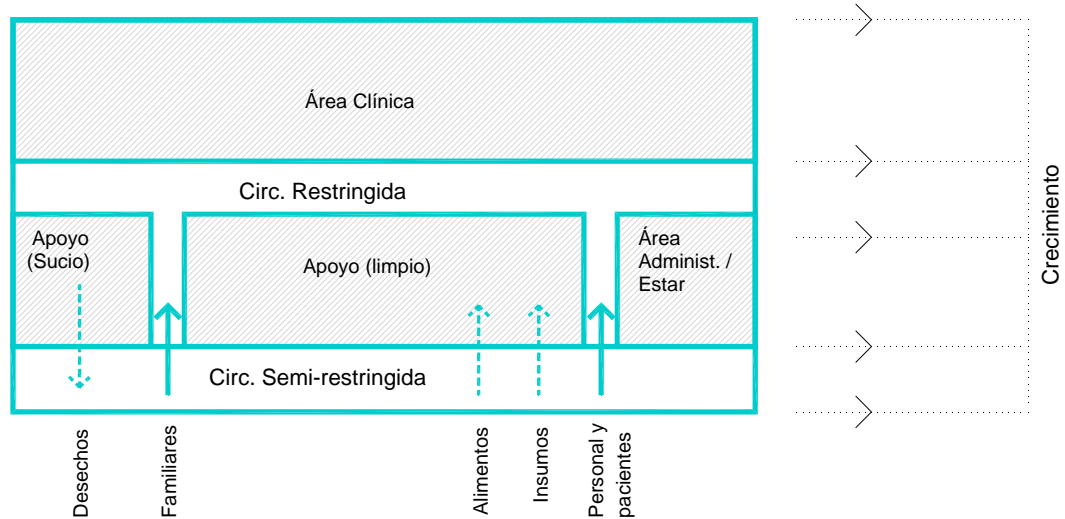 Área Clínica
Circ. Restringida
Apoyo
(Sucio)
Apoyo (limpio)
Área
Administ. /
Estar
Circ. Semi-restringida
Desechos
Familiares
Alimentos
Insumos
Personal y
pacientes
Crecimiento